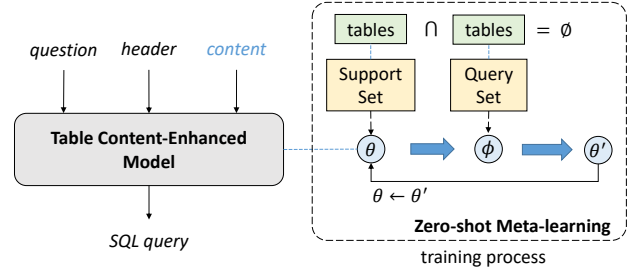 question header content
Table Content-Enhanced
Model
SQL query
tables ∩ tables = ∅
Support
Set
Query
Set
θ ϕ θ′
θ ← θ′
Zero-shot Meta-learning
training process